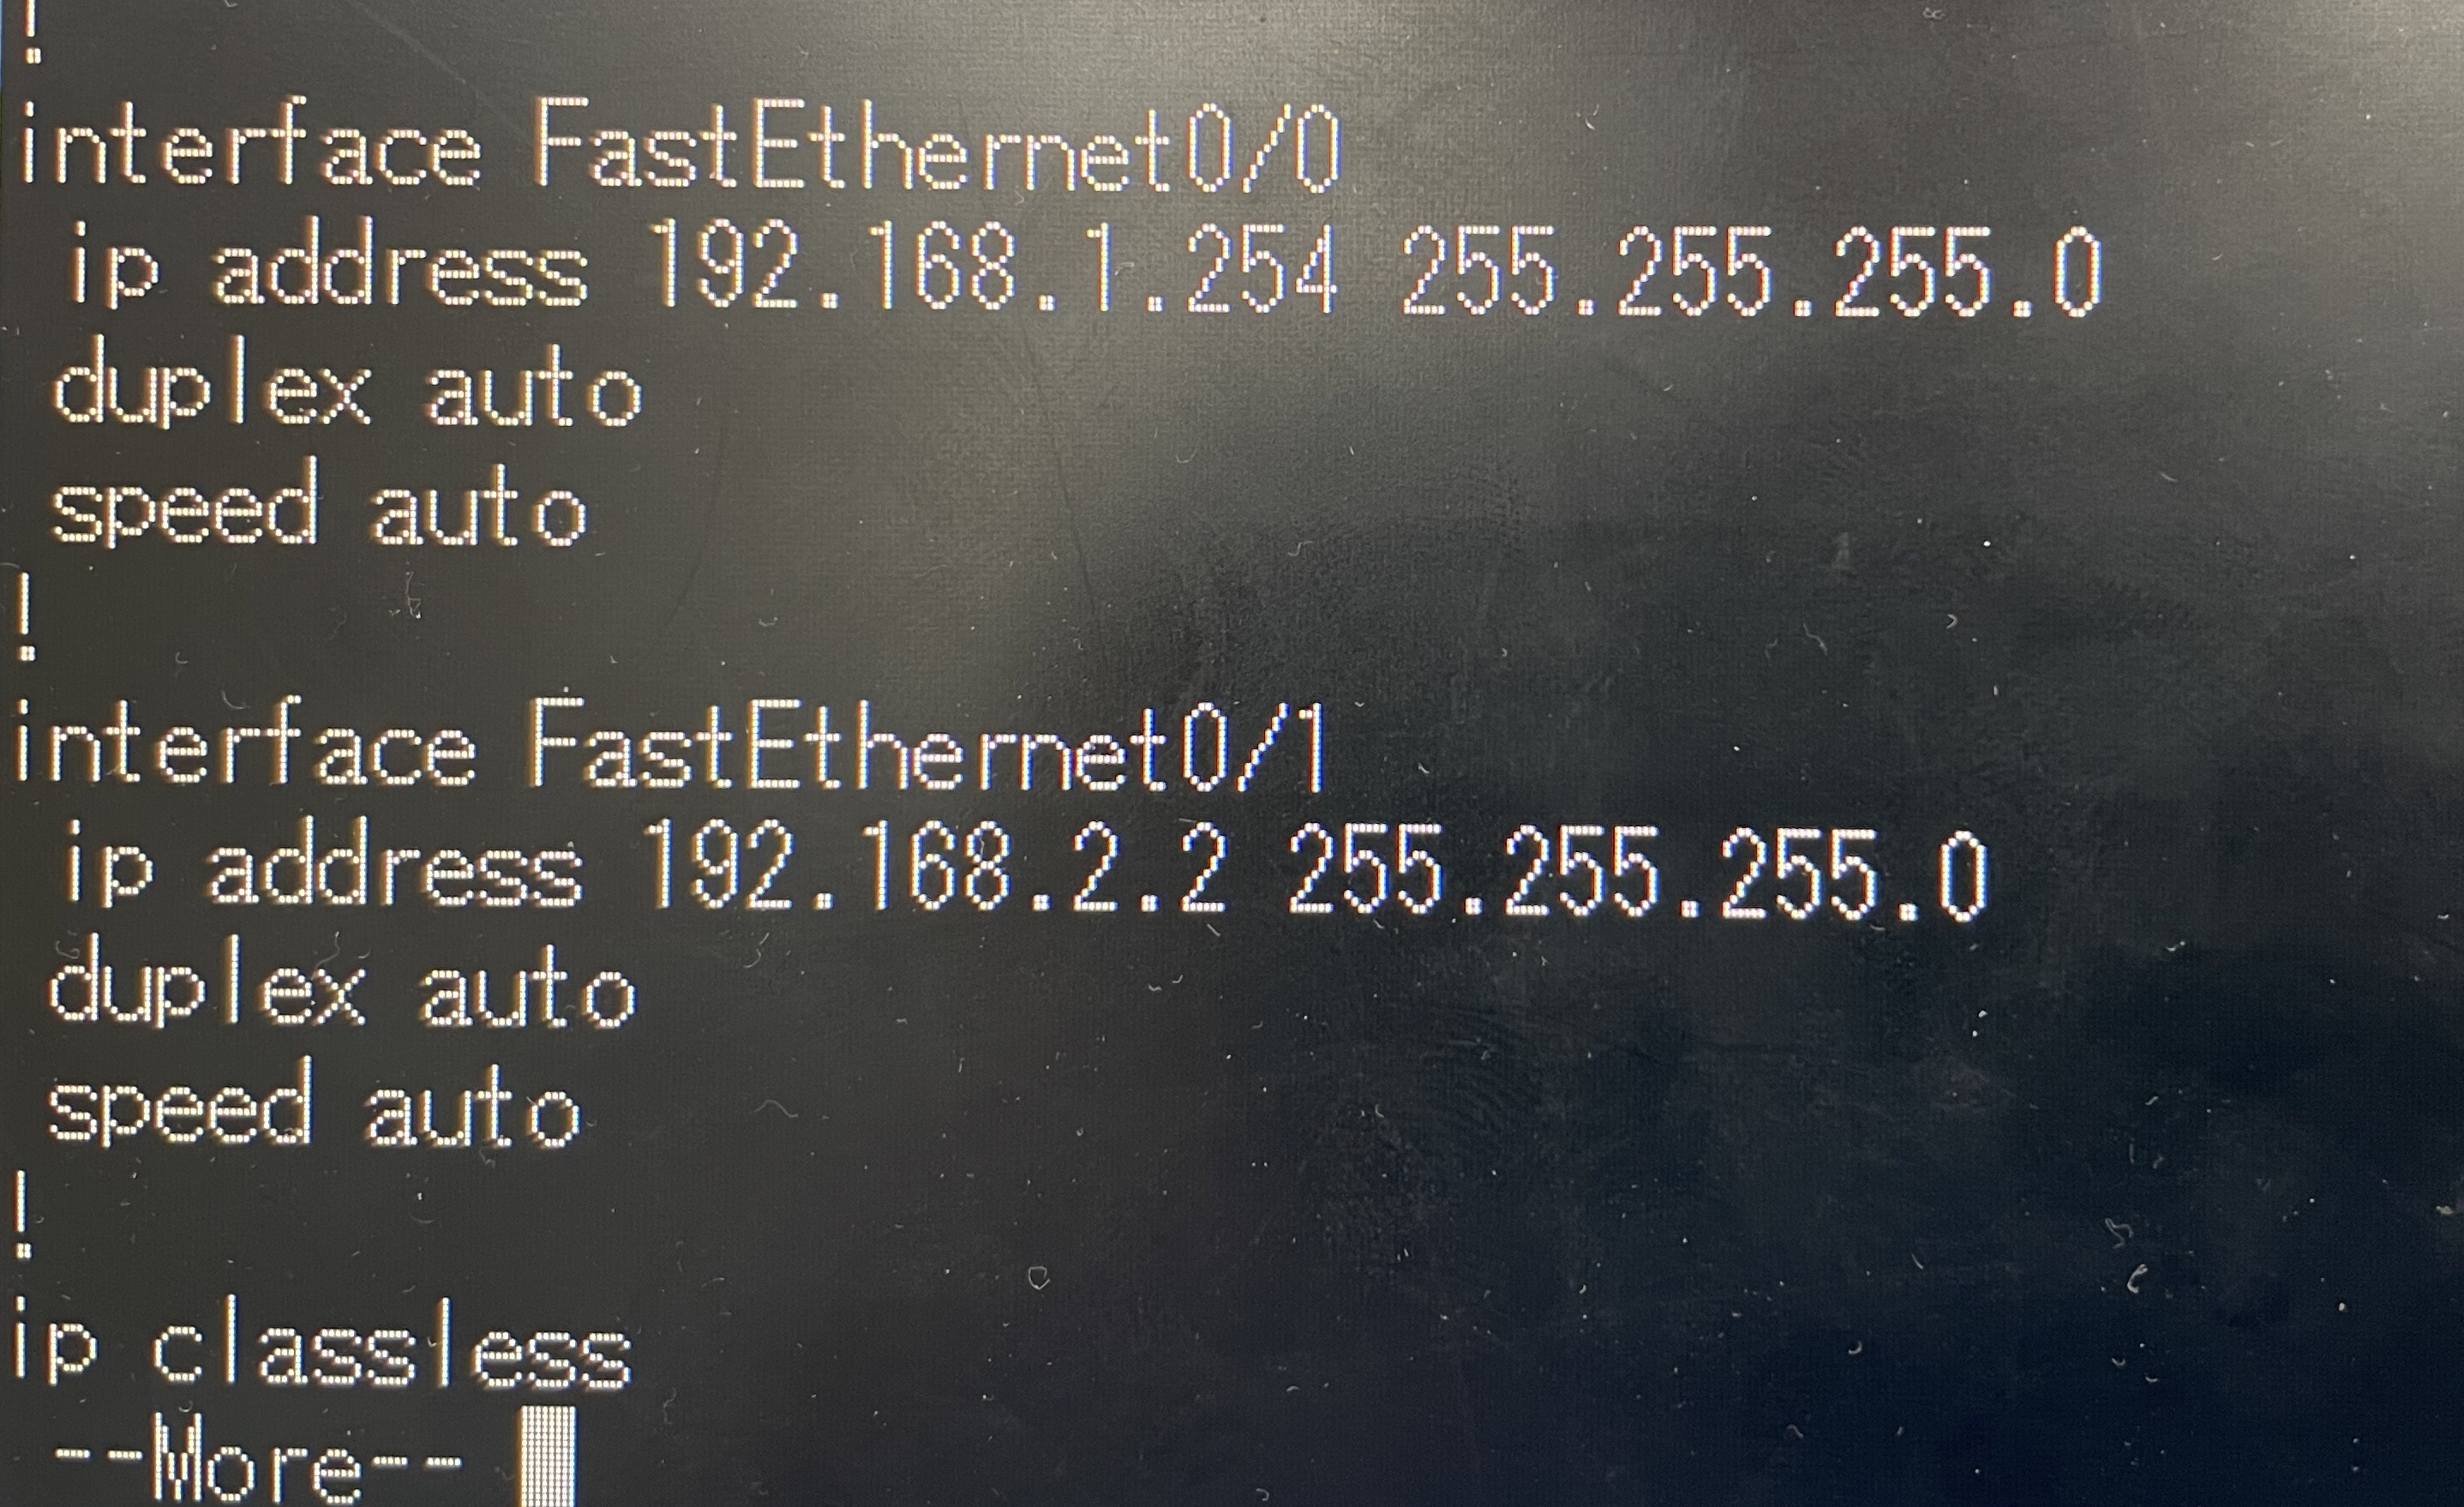 !
interface FastEthernet0/0
 ip address 192.168.1.254 255.255.255.0
 duplex auto
 speed auto
!
interface FastEthernet0/1
 ip address 192.168.2.2 255.255.255.0
 duplex auto
 speed auto
!
ip classless
 --More--